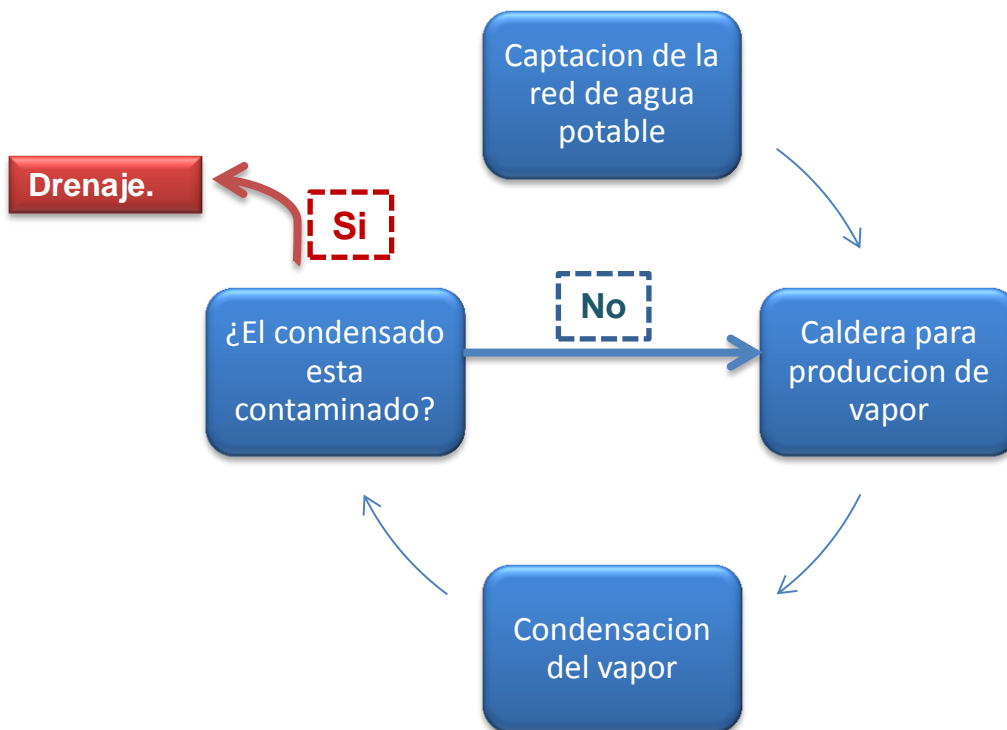 Captacion de la
red de agua
potable
Drenaje.
Si
No
¿El condensado
esta
contaminado?
Caldera para
produccion de
vapor
Condensacion
del vapor